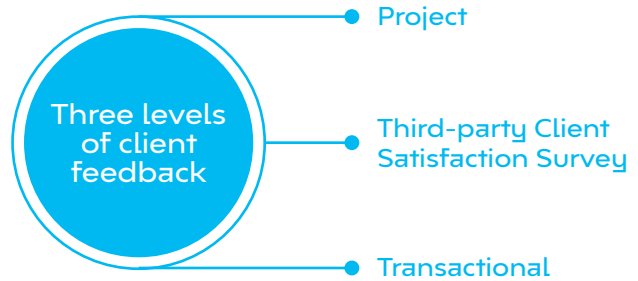 Three levels
of client
feedback
Project
Third-party Client
Satisfaction Survey
Transactional